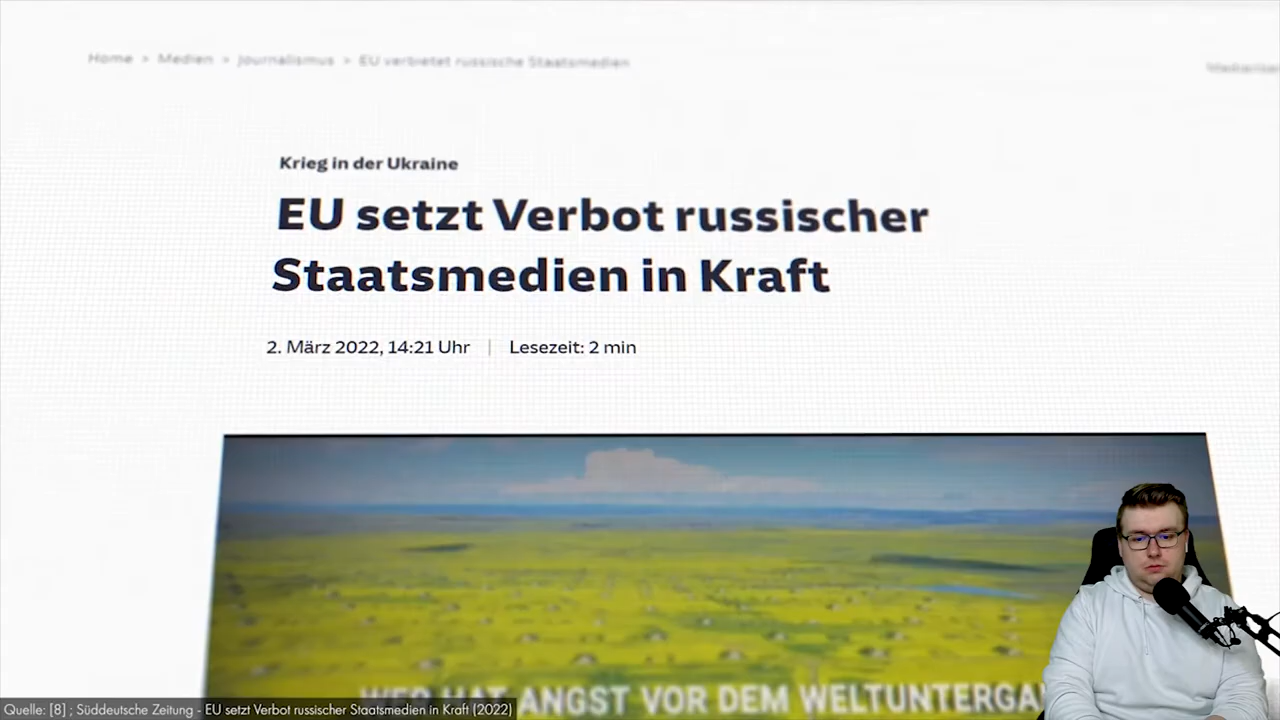 Home > Medien > Journalismus > EU verbietet russische Staatsmedien
Krieg in der Ukraine
EU setzt Verbot russischer
Staatsmedien in Kraft
2. März 2022, 14:21 Uhr | Lesezeit: 2 min
WER HAT ANGST VOR DEM WELTUNTERGA
Quelle: [8] ; Süddeutsche Zeitung - EU setzt Verbot russischer Staatsmedien in Kraft (2022)